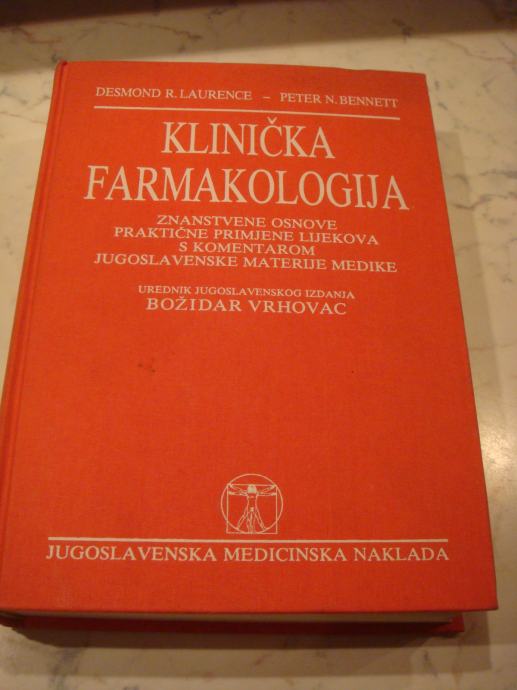 DESMOND R. LAURENCE – PETER N. BENNETT
KLINIČKA
FARMAKOLOGIJA
ZNANSTVENE OSNOVE
PRAKTIČNE PRIMJENE LIJEKOVA
S KOMENTAROM
JUGOSLAVENSKE MATERIJE MEDIKE
UREDNIK JUGOSLAVENSKOG IZDANJA
BOŽIDAR VRHOVAC
JUGOSLAVENSKA MEDICINSKA NAKLADA